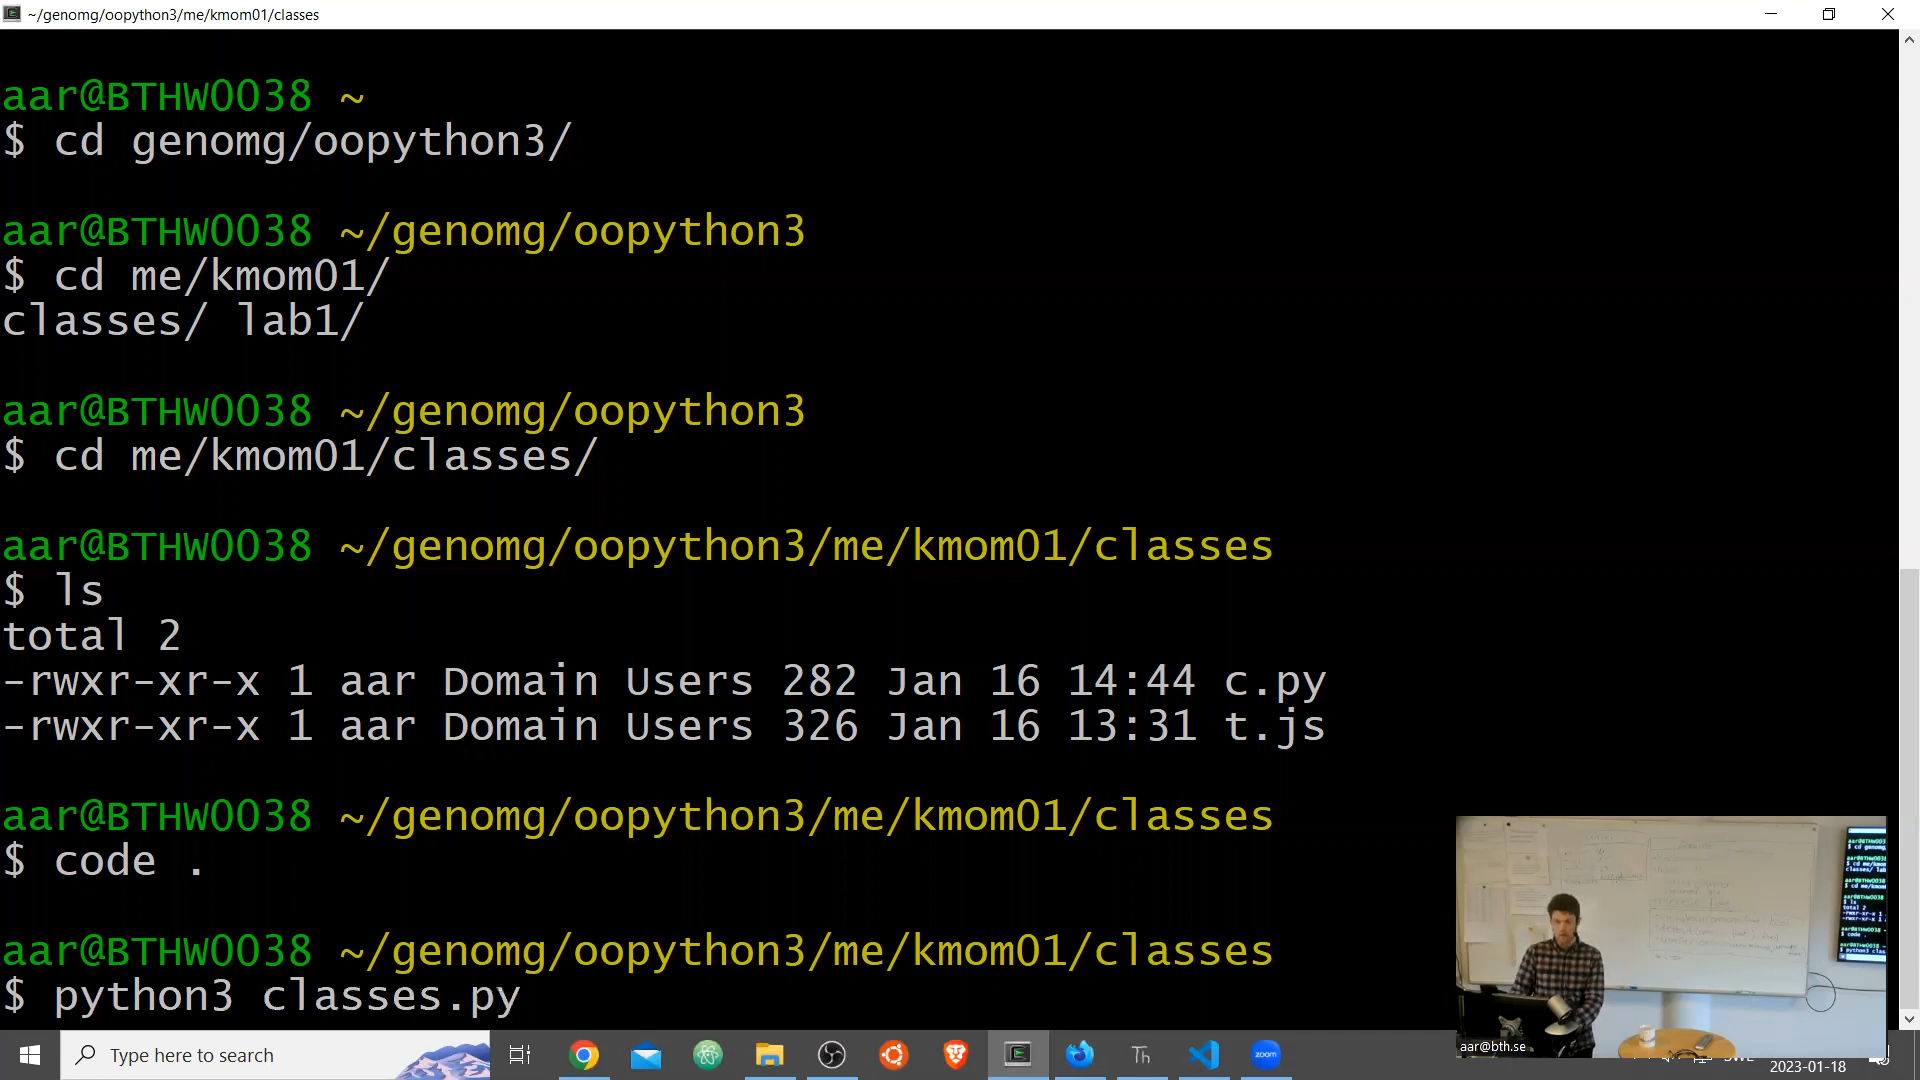 ~/genomg/oopython3/me/kmom01/classes
aar@BTHW0038 ~
$ cd genomg/oopython3/
aar@BTHW0038 ~/genomg/oopython3
$ cd me/kmom01/
classes/ lab1/
aar@BTHW0038 ~/genomg/oopython3
$ cd me/kmom01/classes/
aar@BTHW0038 ~/genomg/oopython3/me/kmom01/classes
$ ls
total 2
-rwxr-xr-x 1 aar Domain Users 282 Jan 16 14:44 c.py
-rwxr-xr-x 1 aar Domain Users 326 Jan 16 13:31 t.js
aar@BTHW0038 ~/genomg/oopython3/me/kmom01/classes
$ code .
aar@BTHW0038 ~/genomg/oopython3/me/kmom01/classes
$ python3 classes.py
aar@bth.se
Type here to search
Th
zoom
2023-01-18